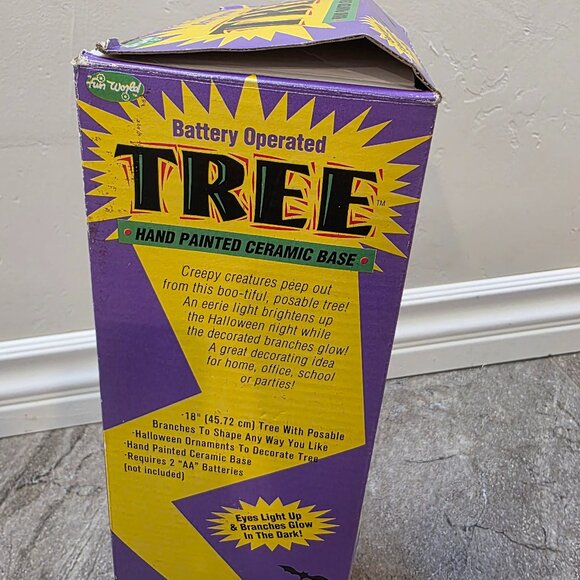 fun world
Battery Operated
TREE™
HAND PAINTED CERAMIC BASE
Creepy creatures peep out
from this boo-tiful, posable tree!
An eerie light brightens up
the Halloween night while
the decorated branches glow!
A great decorating idea
for home, office, school
or parties!
·18" (45.72 cm) Tree With Posable
Branches To Shape Any Way You Like
·Halloween Ornaments To Decorate Tree
·Hand Painted Ceramic Base
·Requires 2 "AA" Batteries
(not included)
Eyes Light Up
& Branches Glow
In The Dark!